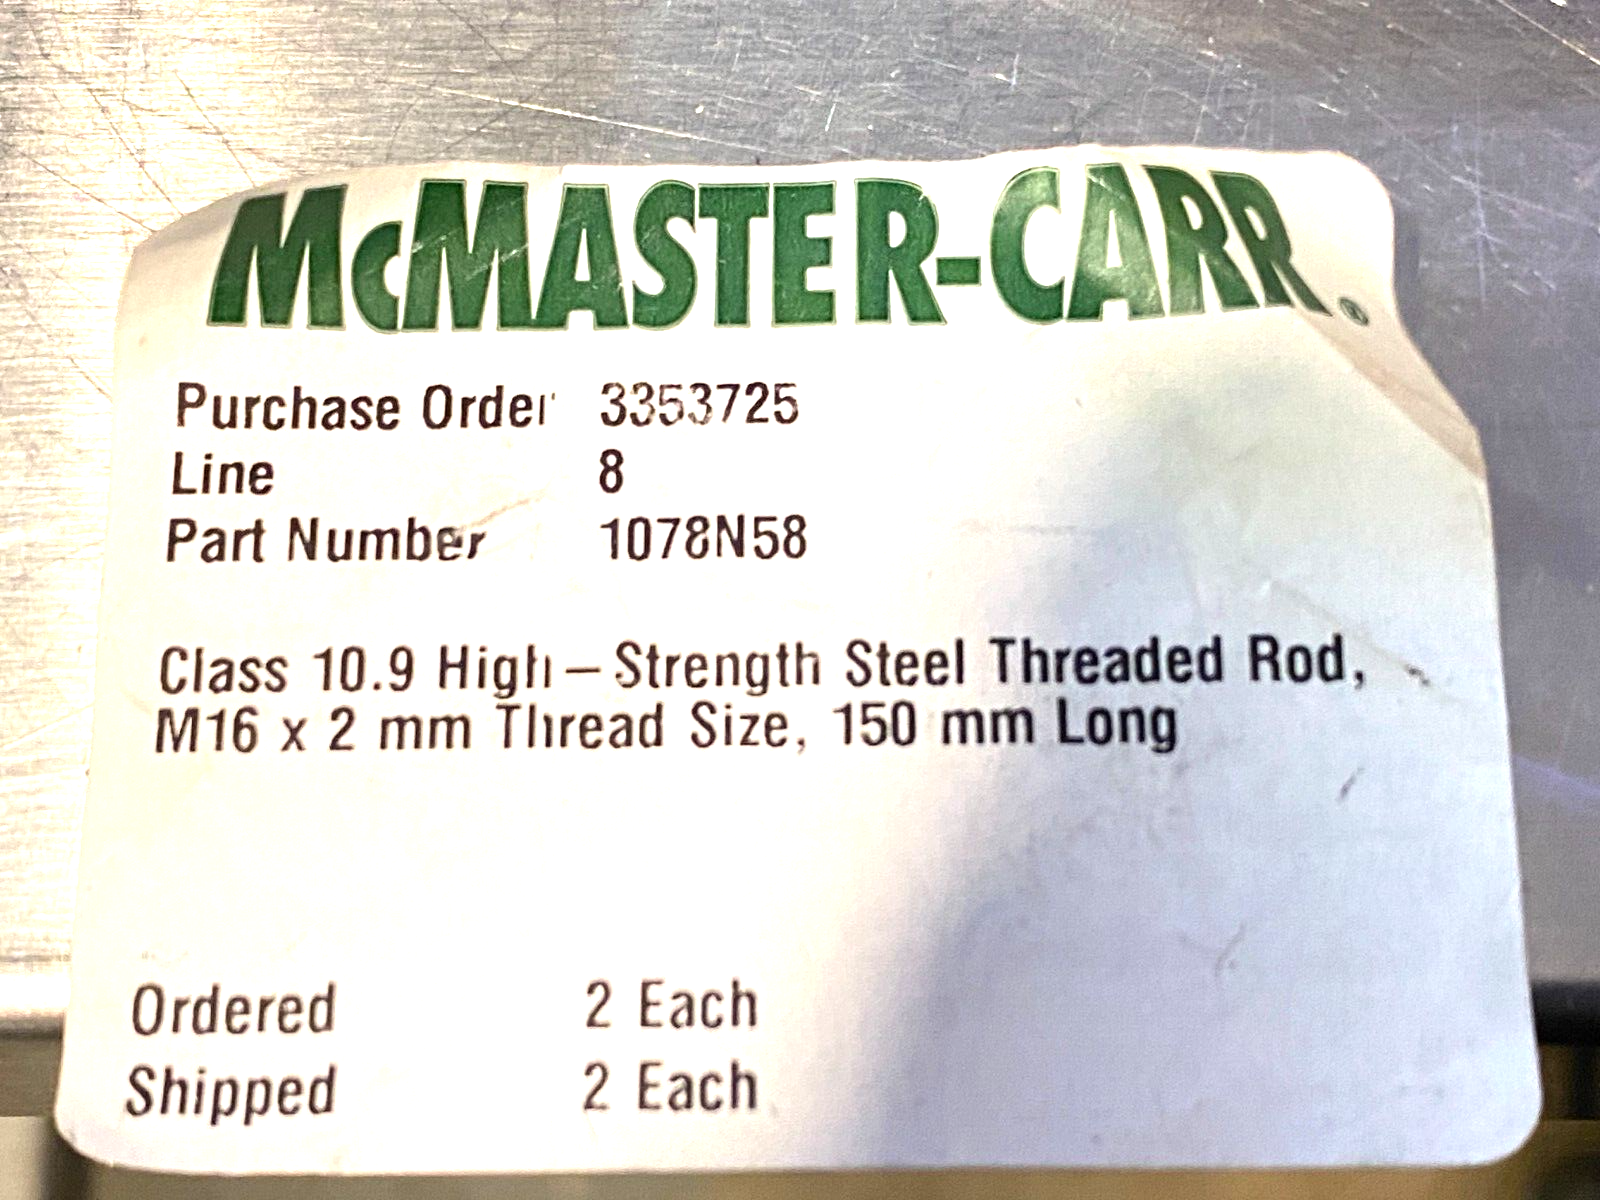 McMASTER-CARR®
Purchase Order 3353725
Line 8
Part Number 1078N58
Class 10.9 High-Strength Steel Threaded Rod,
M16 x 2 mm Thread Size, 150 mm Long
Ordered 2 Each
Shipped 2 Each